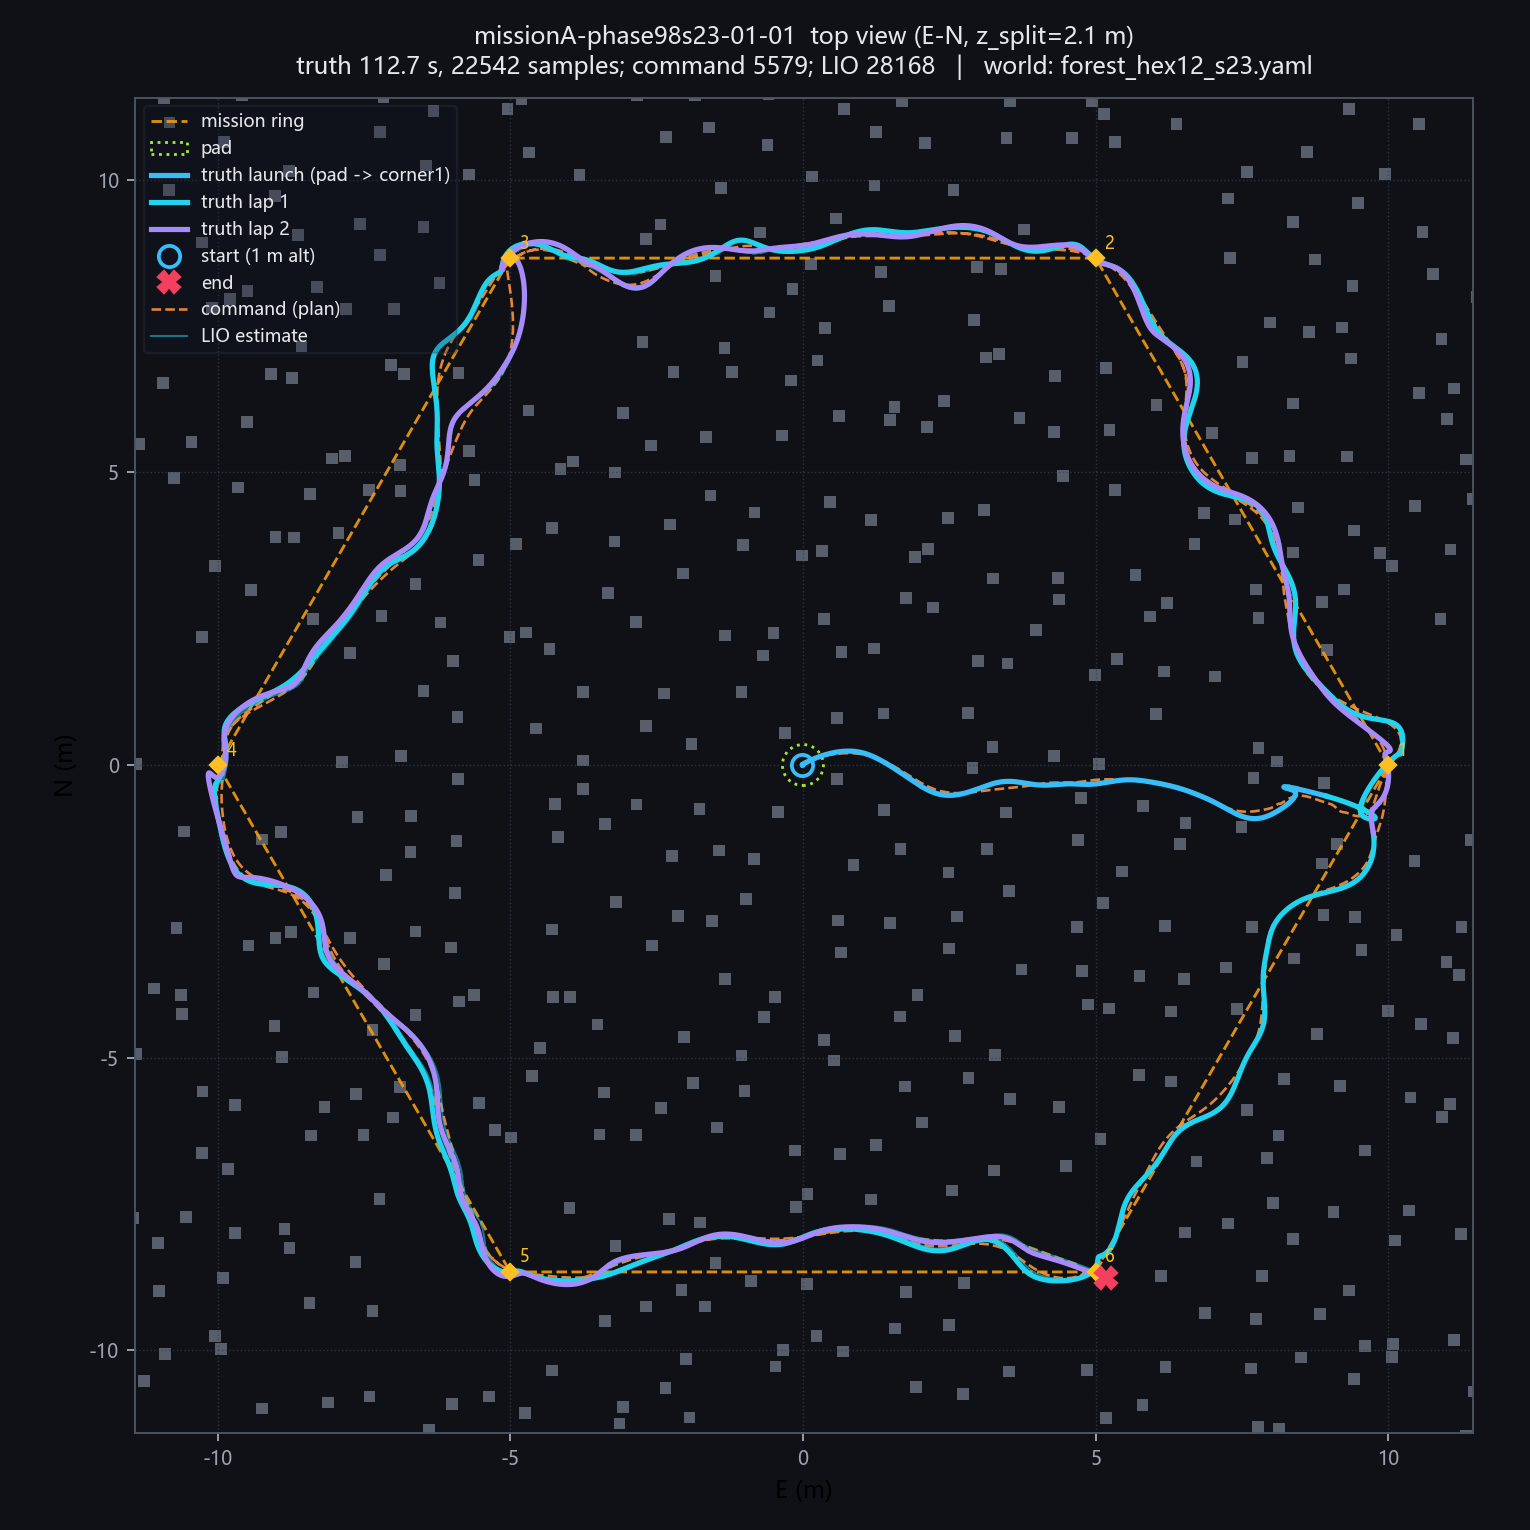 missionA-phase98s23-01-01  top view (E-N, z_split=2.1 m)
truth 112.7 s, 22542 samples; command 5579; LIO 28168   |   world: forest_hex12_s23.yaml
mission ring
pad
truth launch (pad -> corner1)
truth lap 1
truth lap 2
start (1 m alt)
end
command (plan)
LIO estimate
10
5
0
-5
-10
N (m)
3
2
4
1
5
6
-10
-5
0
5
10
E (m)